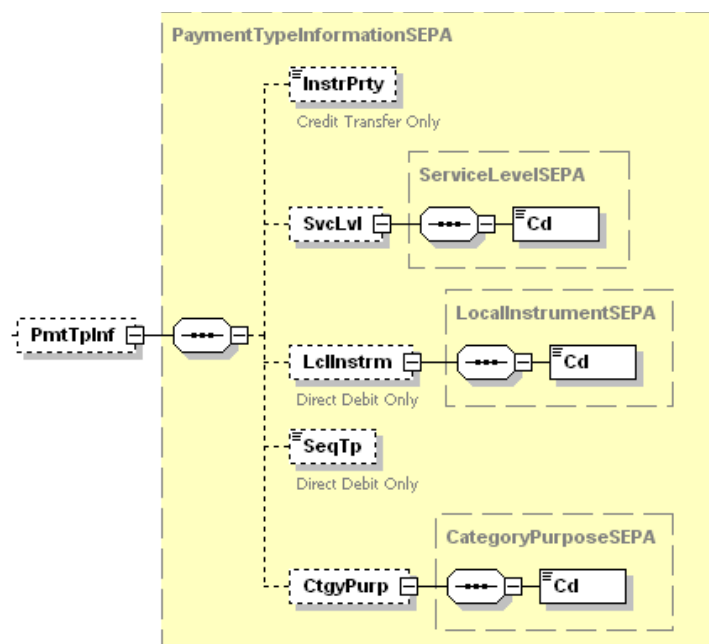 PaymentTypeInformationSEPA
InstrPrty
Credit Transfer Only
ServiceLevelSEPA
SvcLvl
Cd
LocalInstrumentSEPA
PmtTpInf
LclInstrm
Cd
Direct Debit Only
SeqTp
Direct Debit Only
CategoryPurposeSEPA
CtgyPurp
Cd